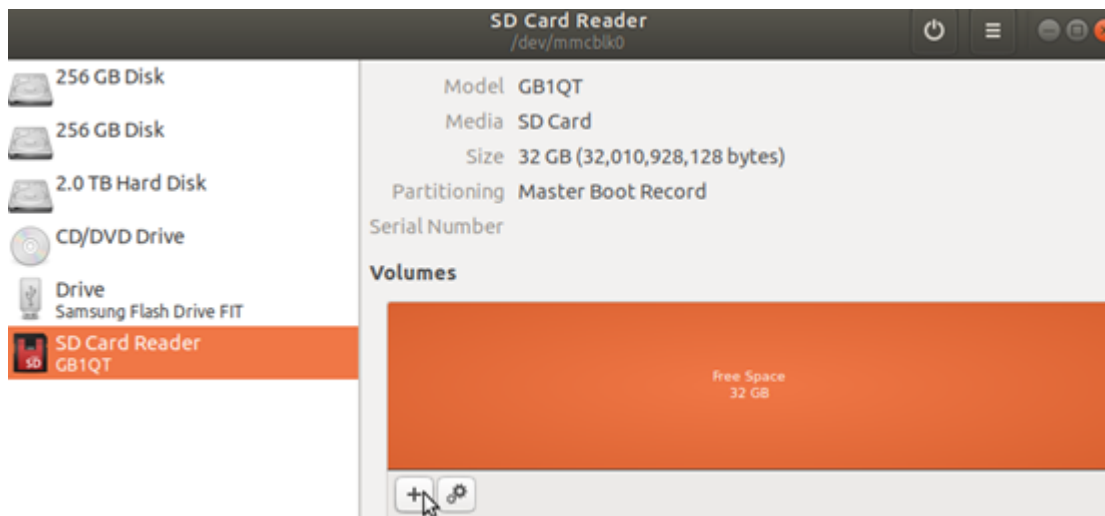 SD Card Reader
/dev/mmcblk0
256 GB Disk
256 GB Disk
2.0 TB Hard Disk
CD/DVD Drive
Drive
Samsung Flash Drive FIT
SD Card Reader
GB1QT
Model GB1QT
Media SD Card
Size 32 GB (32,010,928,128 bytes)
Partitioning Master Boot Record
Serial Number
Volumes
Free Space
32 GB